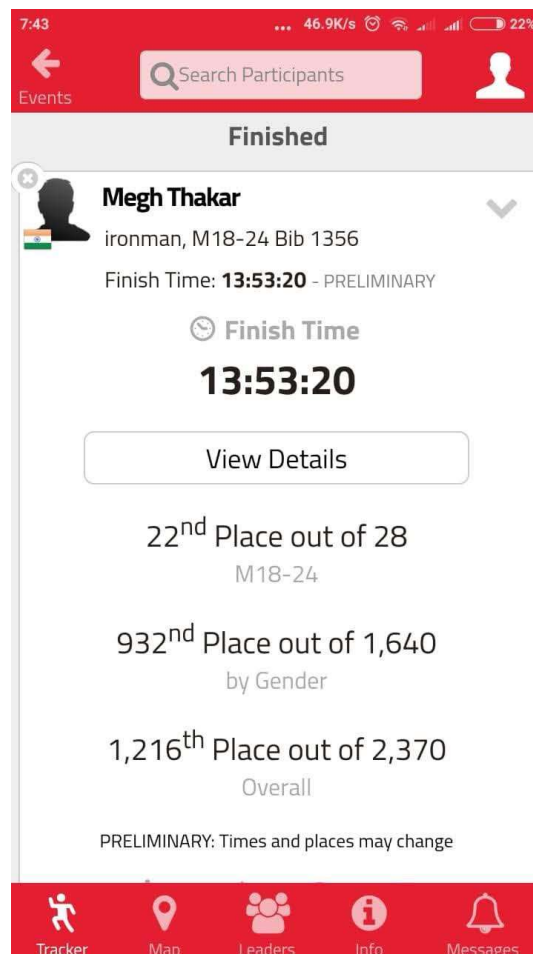 7:43 ... 46.9K/s 22%
Events
Search Participants
Finished
Megh Thakar
ironman, M18-24 Bib 1356
Finish Time: 13:53:20 - PRELIMINARY
Finish Time
13:53:20
View Details
22nd Place out of 28
M18-24
932nd Place out of 1,640
by Gender
1,216th Place out of 2,370
Overall
PRELIMINARY: Times and places may change
Tracker Map Leaders Info Messages